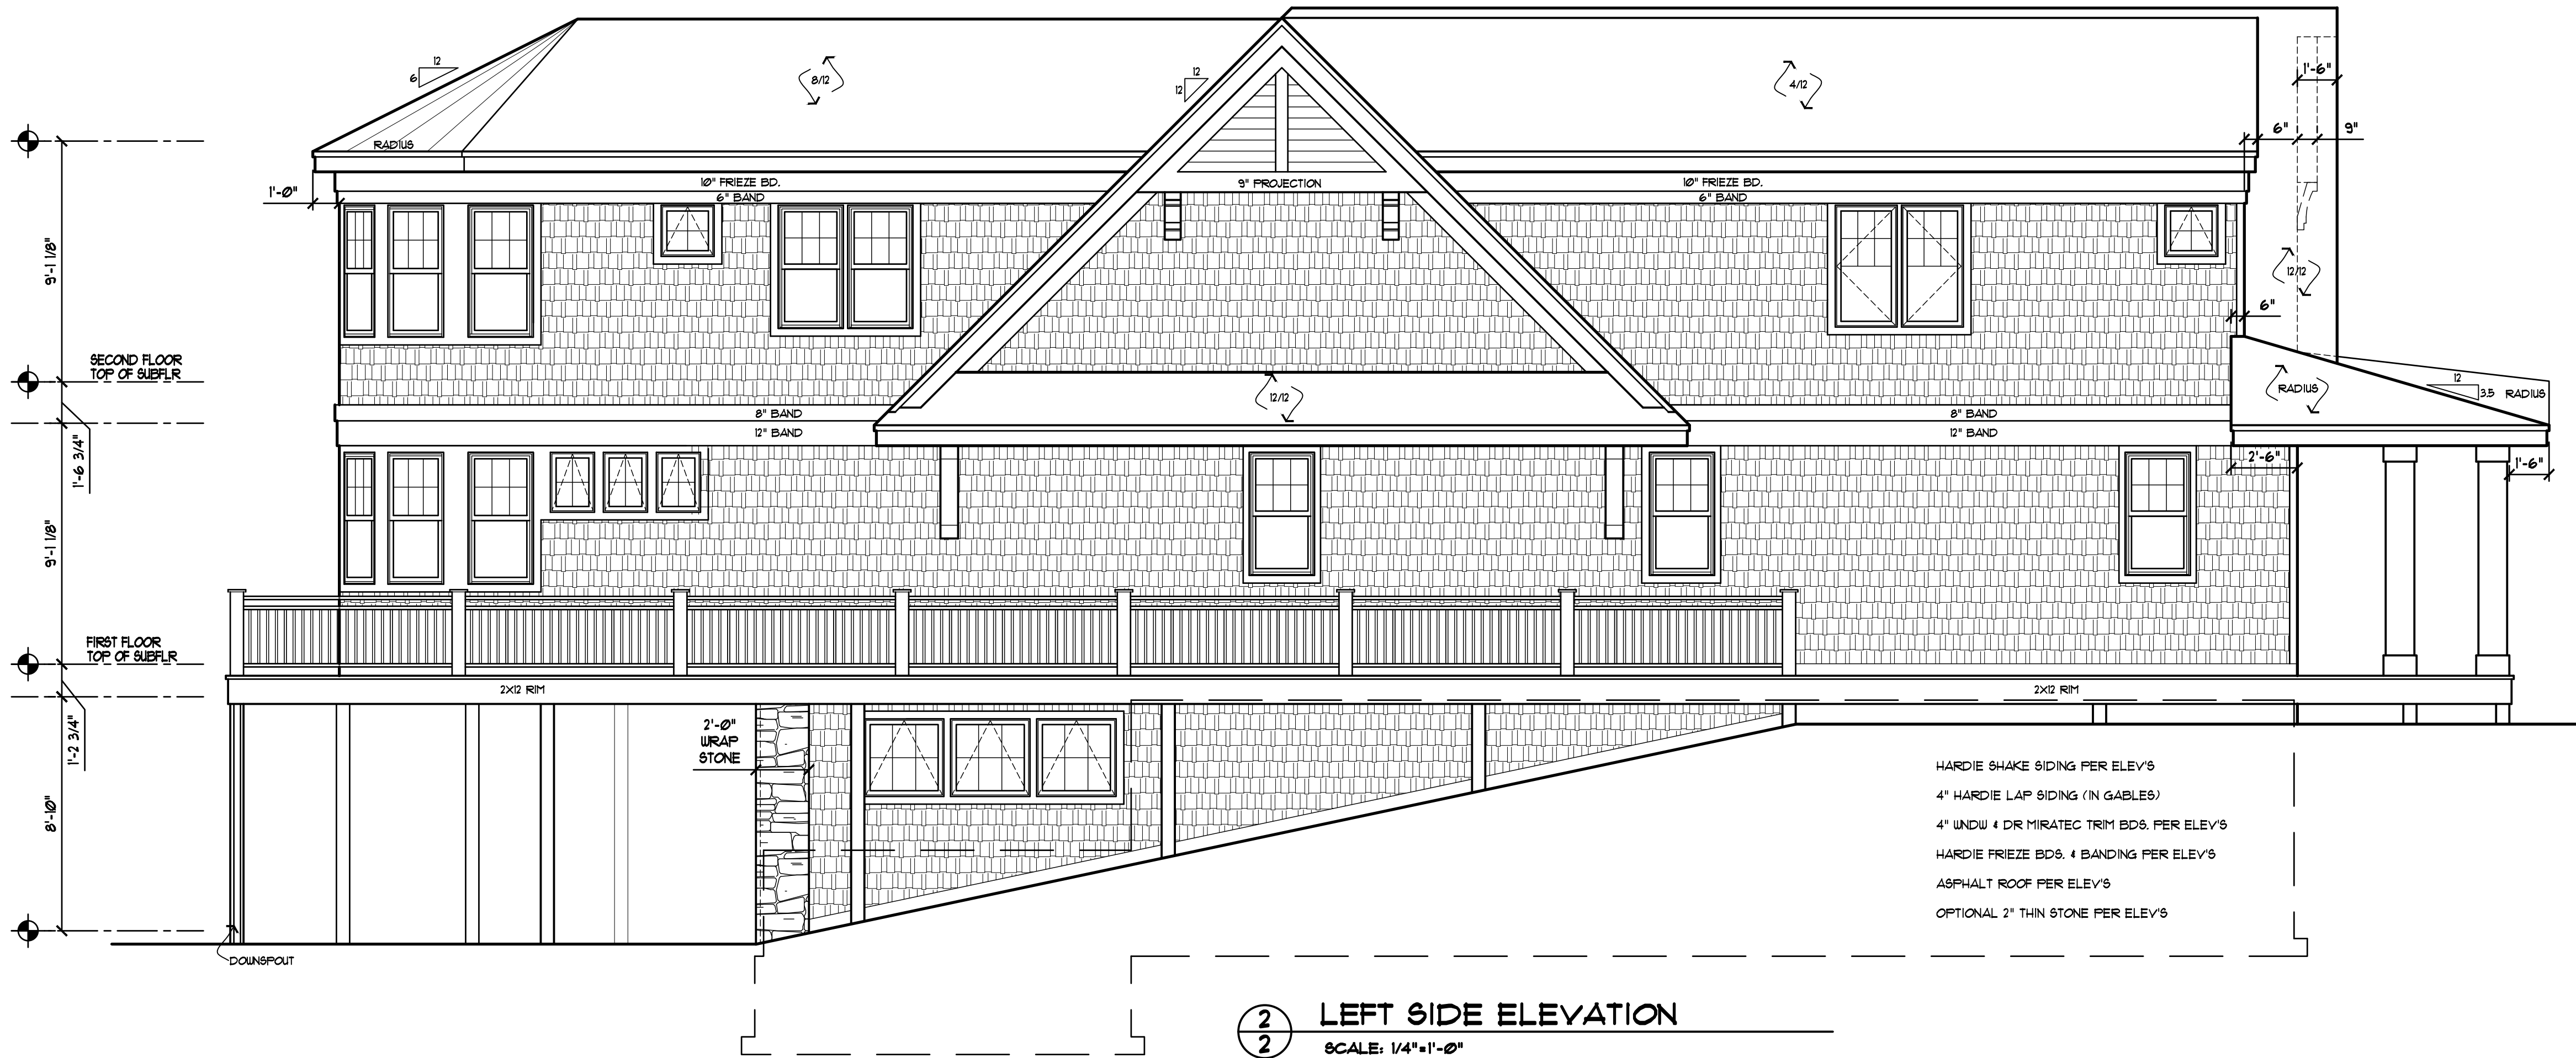 12
6
8/12
12
12
4/12
1'-6"
6"
9"
RADIUS
1'-0"
10" FRIEZE BD.
6" BAND
9" PROJECTION
10" FRIEZE BD.
6" BAND
9'-1 1/8"
12/12
6"
SECOND FLOOR
TOP OF SUBFLR
12/12
RADIUS
12
3.5 RADIUS
8" BAND
12" BAND
8" BAND
12" BAND
1'-6 3/4"
2'-6"
1'-6"
9'-1 1/8"
FIRST FLOOR
TOP OF SUBFLR
2X12 RIM
2X12 RIM
1'-2 3/4"
2'-0"
WRAP
STONE
8'-10"
HARDIE SHAKE SIDING PER ELEV'S
4" HARDIE LAP SIDING (IN GABLES)
4" WNDW & DR MIRATEC TRIM BDS. PER ELEV'S
HARDIE FRIEZE BDS. & BANDING PER ELEV'S
ASPHALT ROOF PER ELEV'S
OPTIONAL 2" THIN STONE PER ELEV'S
DOWNSPOUT
2
2
LEFT SIDE ELEVATION
SCALE: 1/4"=1'-0"